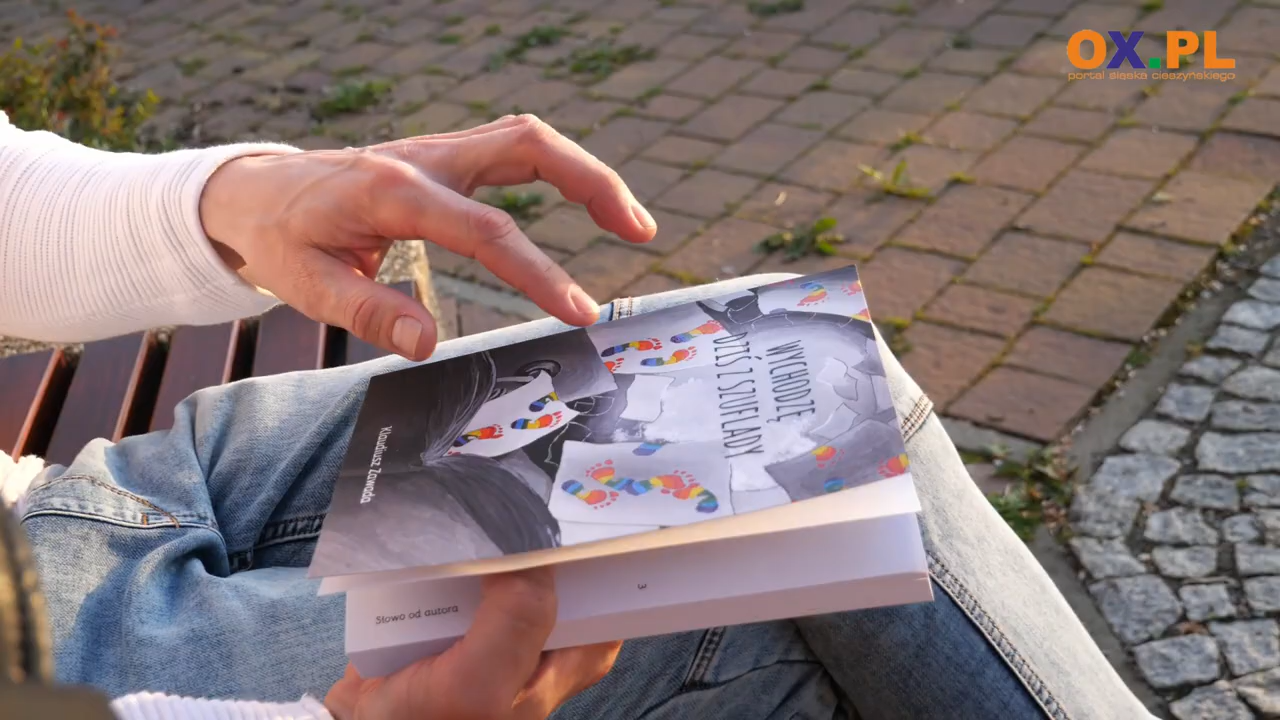 OX.PL
portal śląska cieszyńskiego
WYCHODZĘ
DZIŚ Z SZUFLADY
Klaudiusz Zawada
Słowo od autora
3